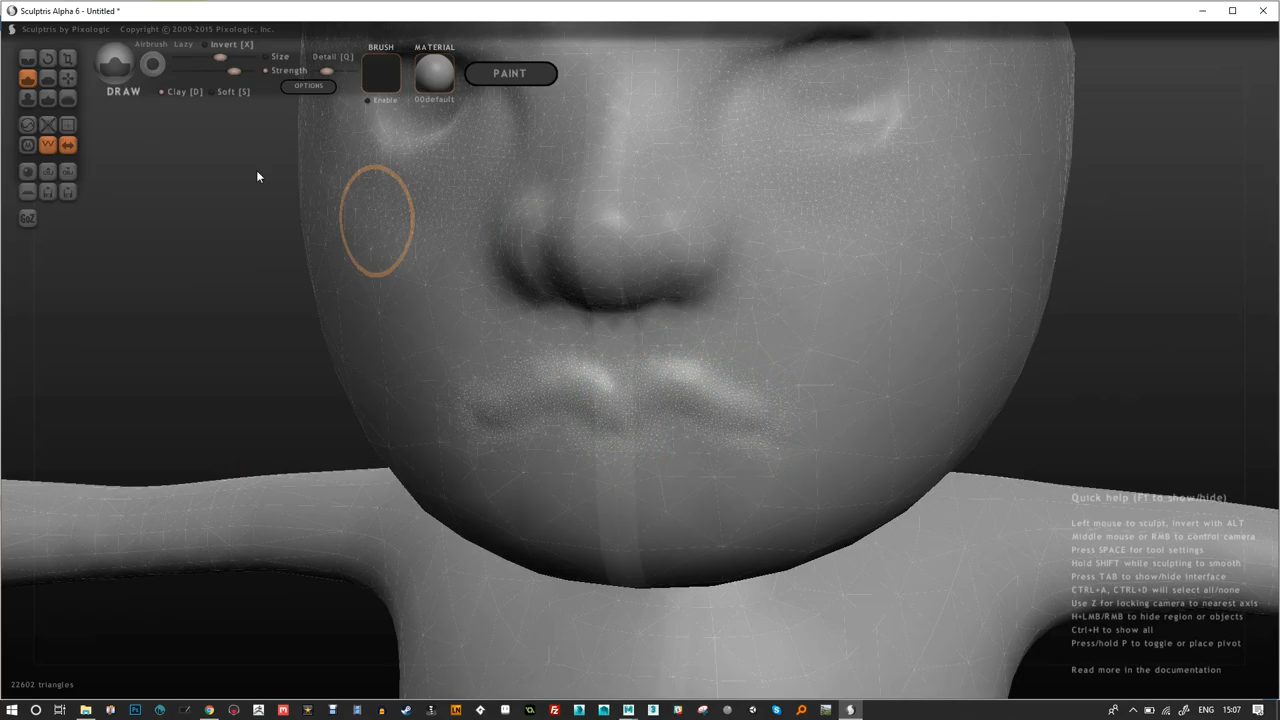 Sculptris Alpha 6 - Untitled *
Sculptris by Pixologic Copyright © 2009-2015 Pixologic, Inc.
Airbrush Lazy Invert [X]
Size
Detail [Q]
Strength
DRAW
Clay [D]
Soft [S]
OPTIONS
BRUSH
Enable
MATERIAL
00default
PAINT
GoZ
Quick help (F1 to show/hide)
Left mouse to sculpt, invert with ALT
Middle mouse or RMB to control camera
Press SPACE for tool settings
Hold SHIFT while sculpting to smooth
Press TAB to show/hide interface
CTRL+A, CTRL+D will select all/none
Use Z for locking camera to nearest axis
H+LMB/RMB to hide region or objects
Ctrl+H to show all
Press/hold P to toggle or place pivot
Read more in the documentation
22602 triangles
ENG 15:07